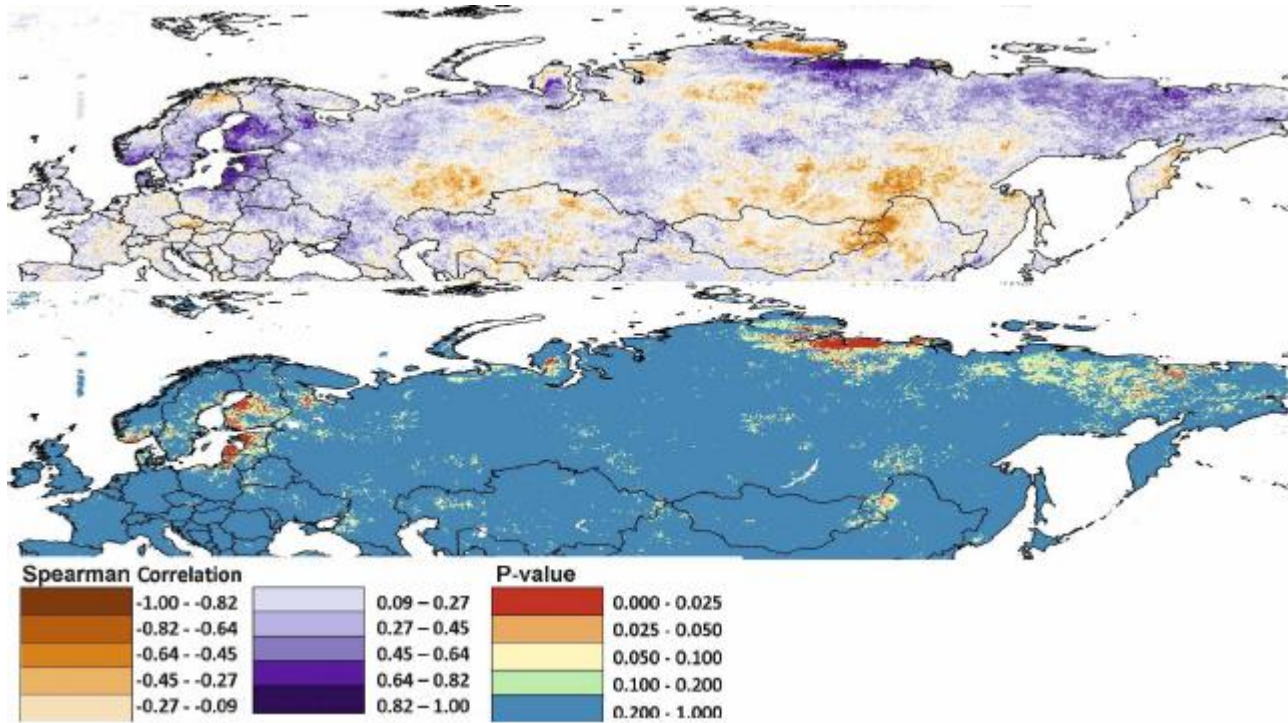 Spearman Correlation
-1.00 - -0.82
-0.82 - -0.64
-0.64 - -0.45
-0.45 - -0.27
-0.27 - -0.09
0.09 – 0.27
0.27 – 0.45
0.45 – 0.64
0.64 – 0.82
0.82 – 1.00
P-value
0.000 - 0.025
0.025 - 0.050
0.050 - 0.100
0.100 - 0.200
0.200 - 1.000